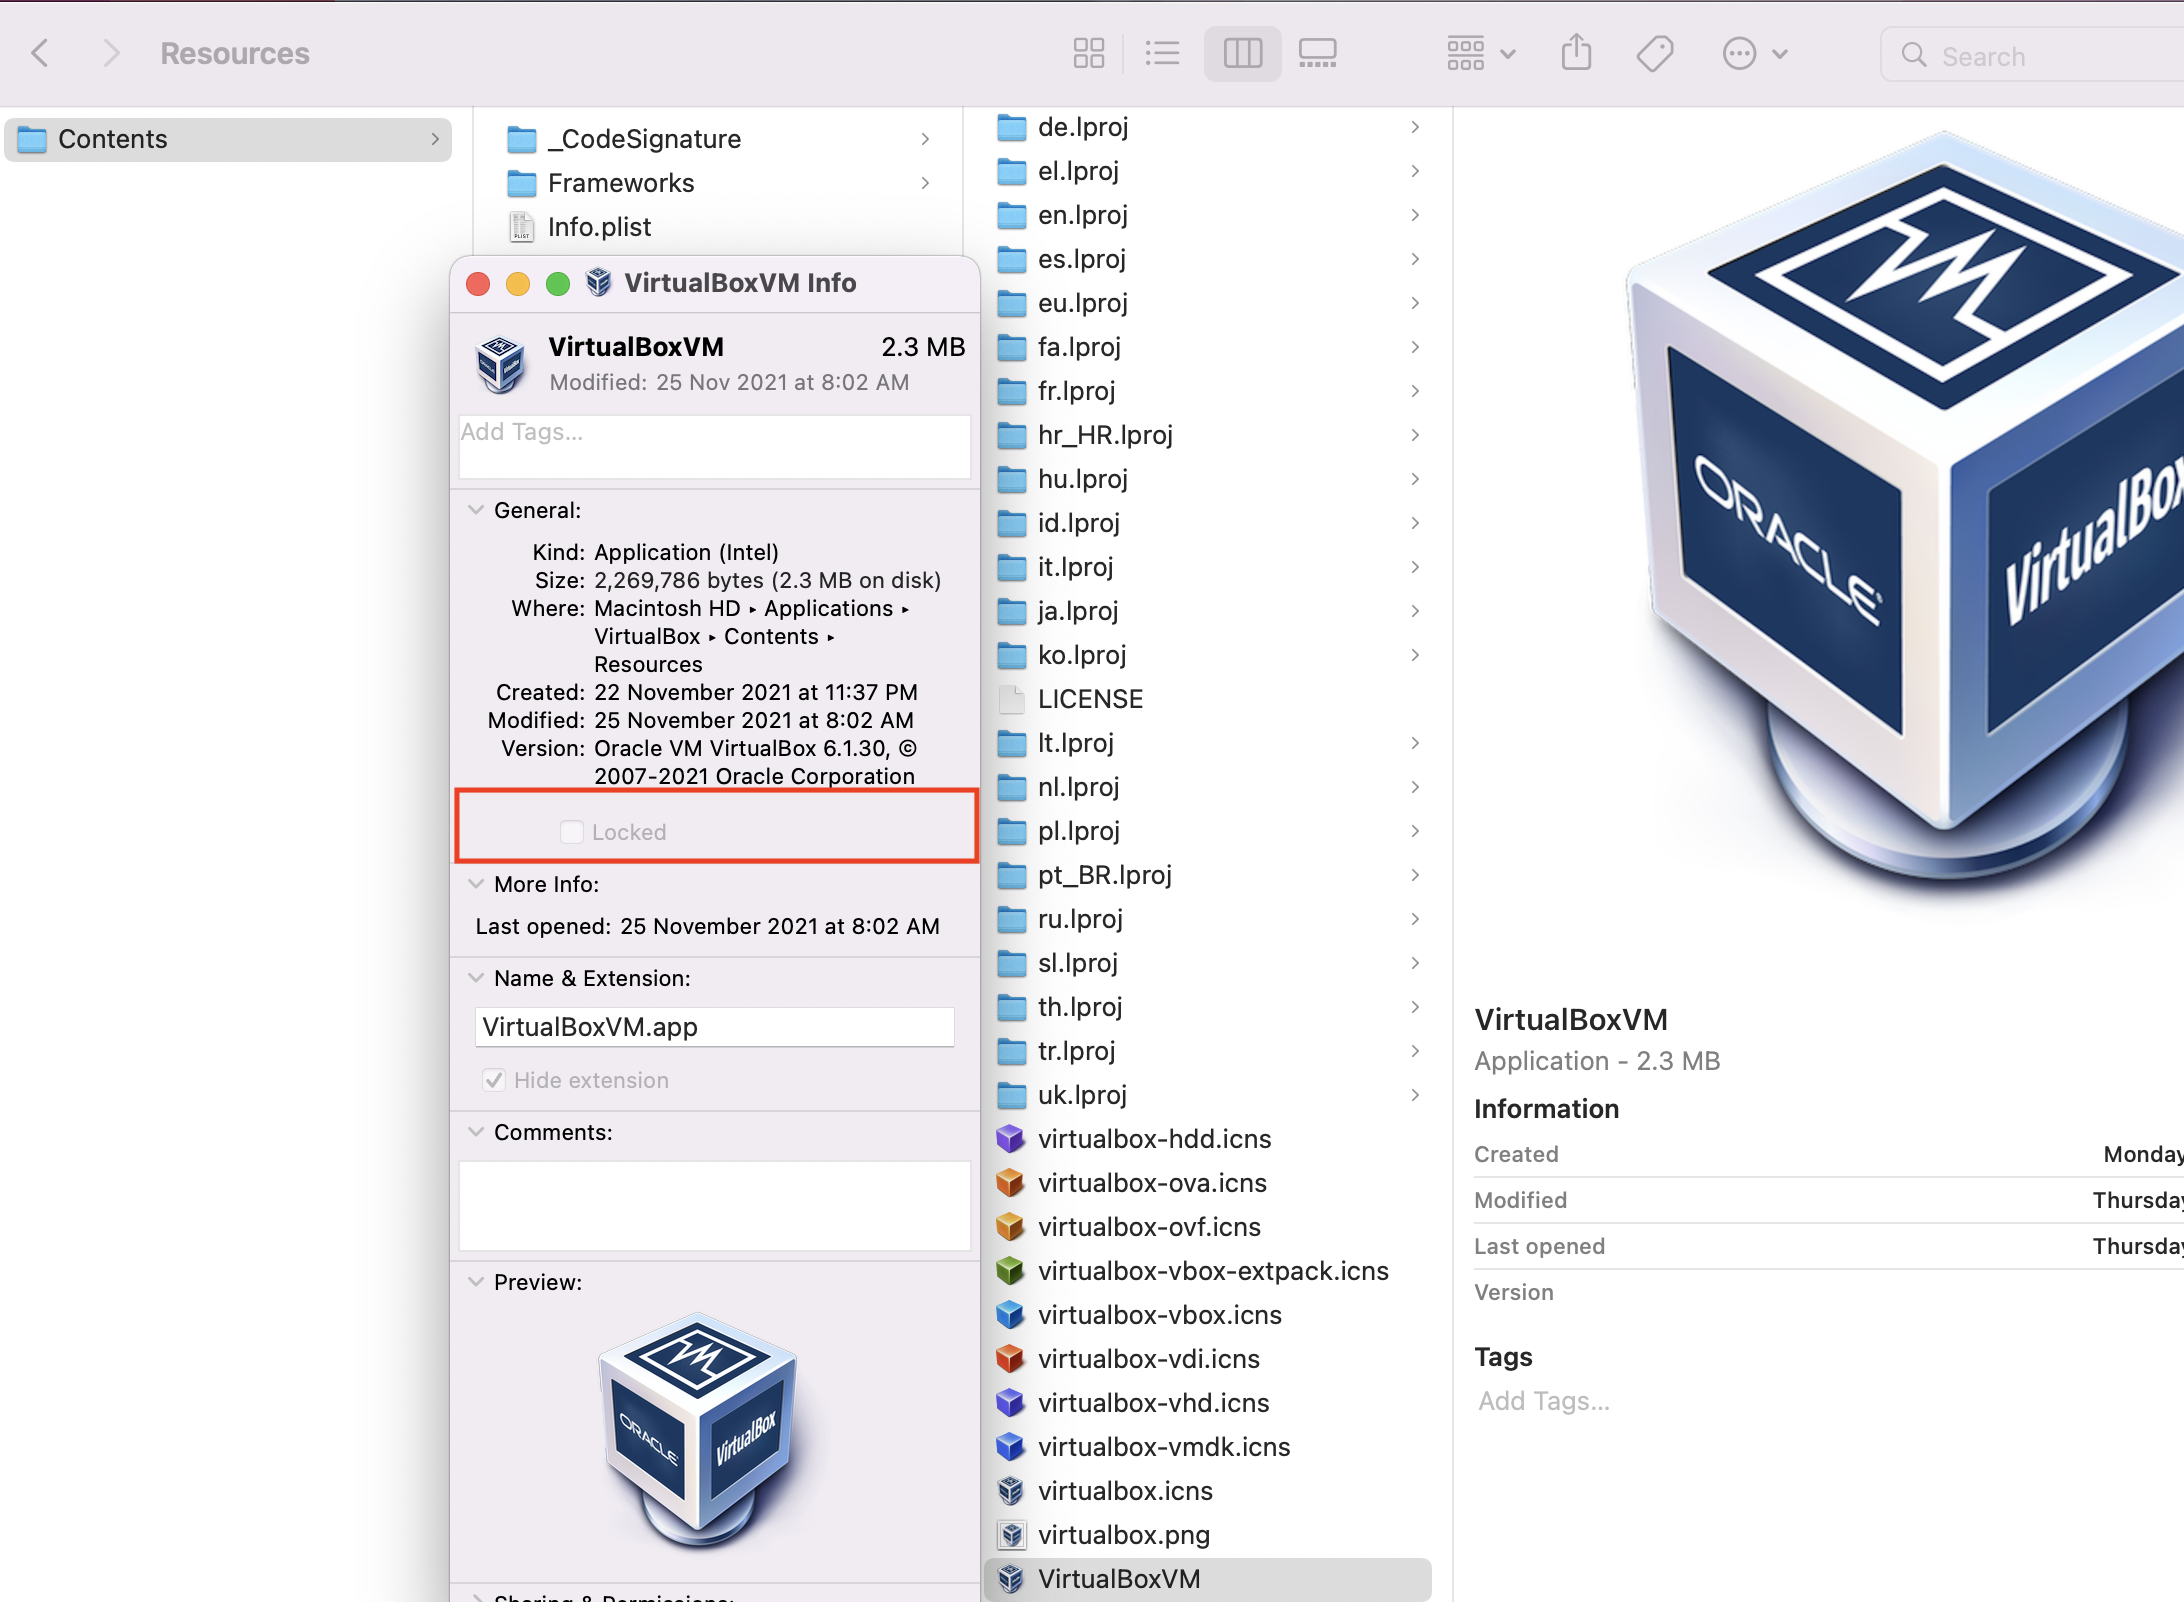 Resources
Search
Contents
_CodeSignature
Frameworks
Info.plist
VirtualBoxVM Info
VirtualBoxVM
2.3 MB
Modified: 25 Nov 2021 at 8:02 AM
Add Tags...
General:
Kind: Application (Intel)
Size: 2,269,786 bytes (2.3 MB on disk)
Where: Macintosh HD ▸ Applications ▸
VirtualBox ▸ Contents ▸
Resources
Created: 22 November 2021 at 11:37 PM
Modified: 25 November 2021 at 8:02 AM
Version: Oracle VM VirtualBox 6.1.30, ©
2007-2021 Oracle Corporation
Locked
More Info:
Last opened: 25 November 2021 at 8:02 AM
Name & Extension:
VirtualBoxVM.app
Hide extension
Comments:
Preview:
ORACLE
VirtualBox
Sharing & Permissions:
de.lproj
el.lproj
en.lproj
es.lproj
eu.lproj
fa.lproj
fr.lproj
hr_HR.lproj
hu.lproj
id.lproj
it.lproj
ja.lproj
ko.lproj
LICENSE
lt.lproj
nl.lproj
pl.lproj
pt_BR.lproj
ru.lproj
sl.lproj
th.lproj
tr.lproj
uk.lproj
virtualbox-hdd.icns
virtualbox-ova.icns
virtualbox-ovf.icns
virtualbox-vbox-extpack.icns
virtualbox-vbox.icns
virtualbox-vdi.icns
virtualbox-vhd.icns
virtualbox-vmdk.icns
virtualbox.icns
virtualbox.png
VirtualBoxVM
ORACLE
VirtualBox
VirtualBoxVM
Application - 2.3 MB
Information
Created Monday
Modified Thursday
Last opened Thursday
Version
Tags
Add Tags...